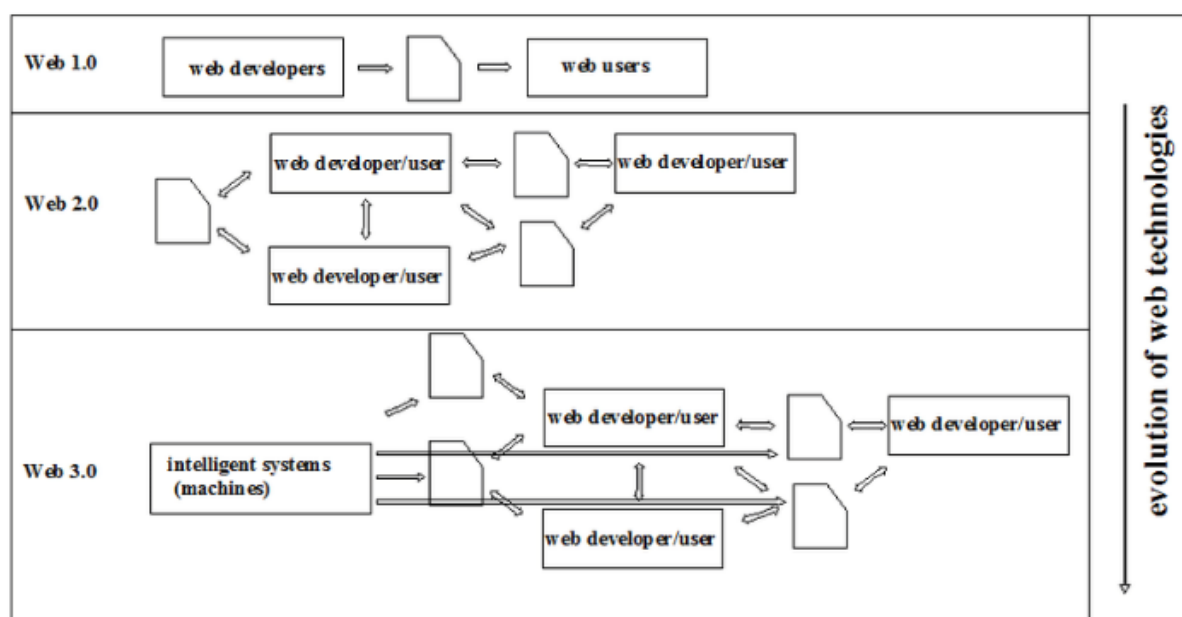 Web 1.0
web developers
web users
Web 2.0
web developer/user
web developer/user
web developer/user
Web 3.0
intelligent systems
(machines)
web developer/user
web developer/user
web developer/user
evolution of web technologies